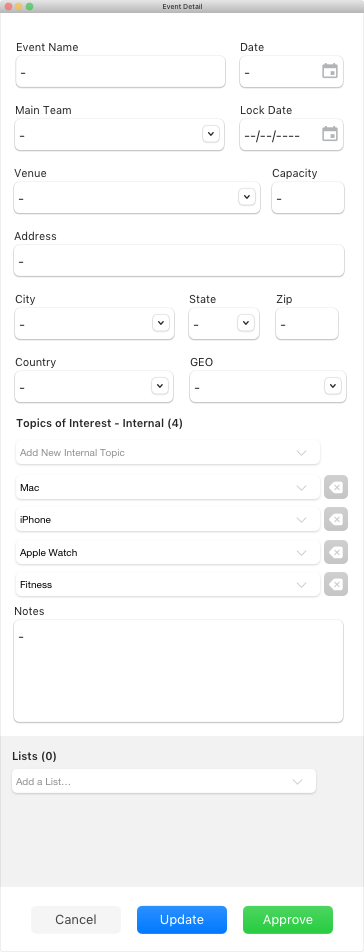 Event Detail
Event Name Date
- -
Main Team Lock Date
- --/--/----
Venue Capacity
- -
Address
-
City State Zip
- - -
Country GEO
- -
Topics of Interest - Internal (4)
Add New Internal Topic
Mac
iPhone
Apple Watch
Fitness
Notes
-
Lists (0)
Add a List...
Cancel Update Approve